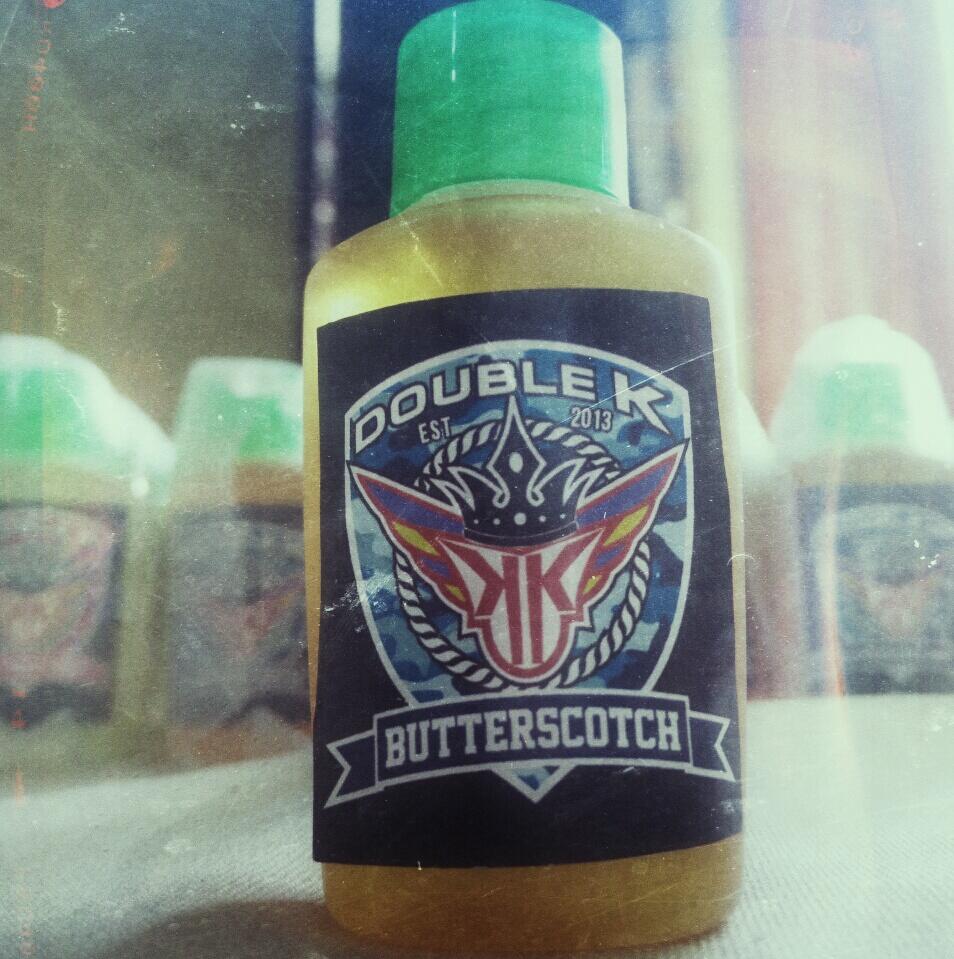 DOUBLE K
EST 2013
KK
BUTTERSCOTCH